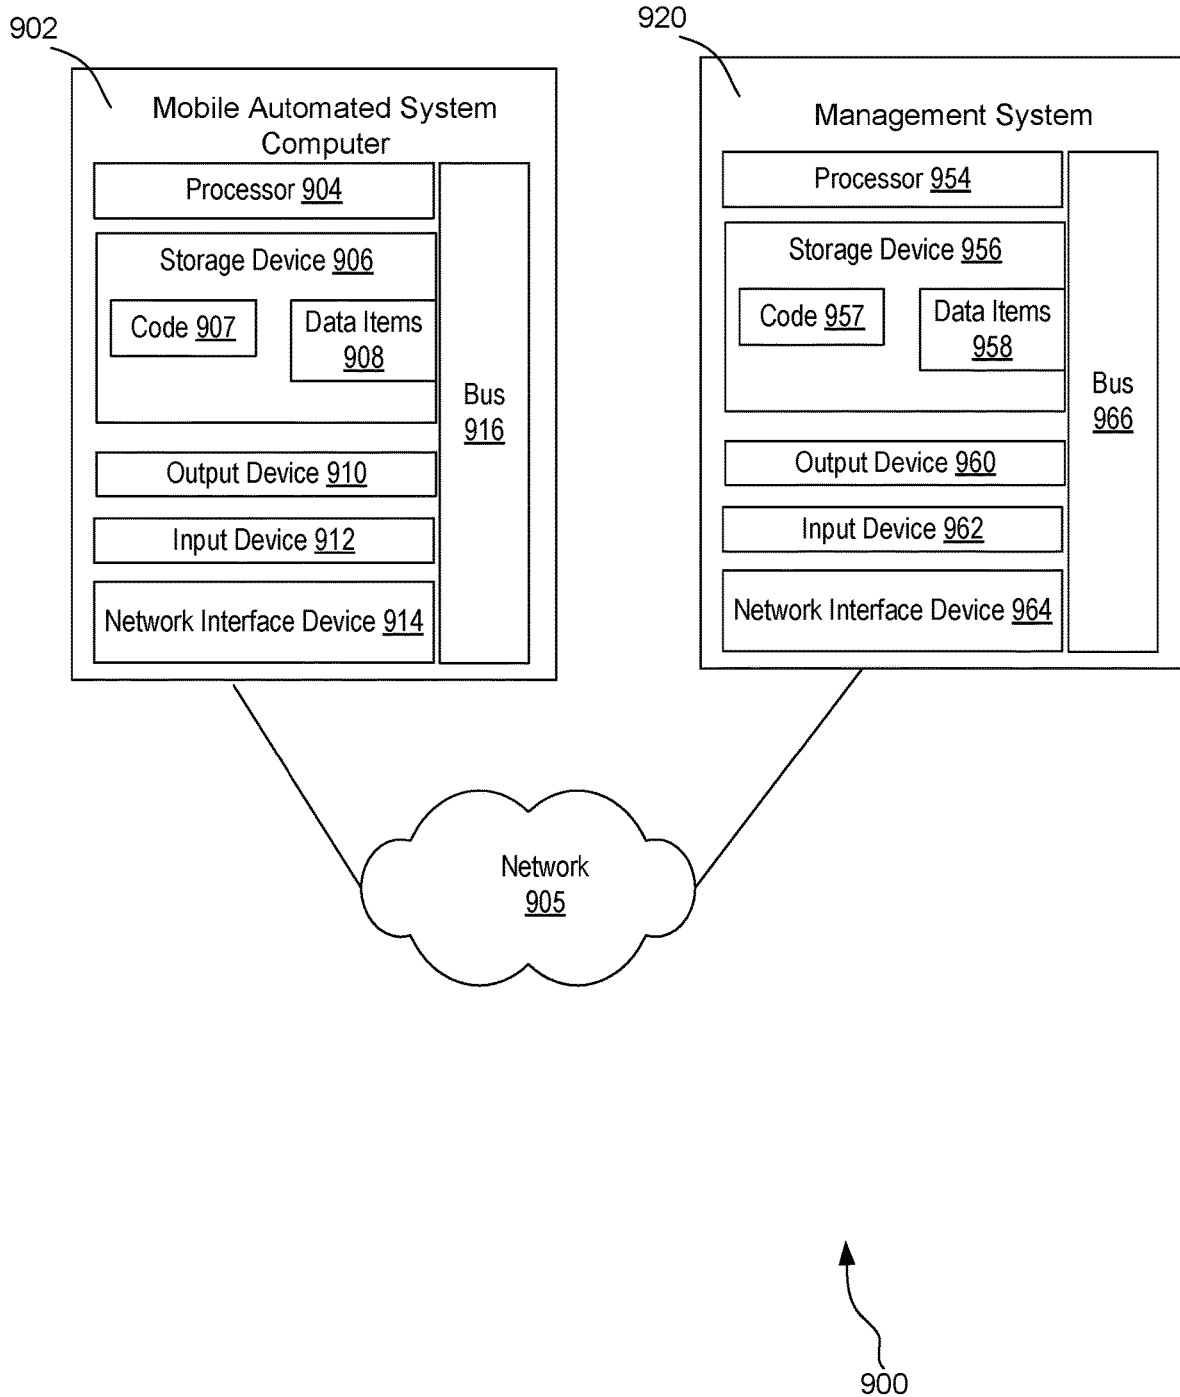 902
Mobile Automated System
Computer
Processor 904
Storage Device 906
Code 907
Data Items
908
Bus
916
Output Device 910
Input Device 912
Network Interface Device 914
920
Management System
Processor 954
Storage Device 956
Code 957
Data Items
958
Bus
966
Output Device 960
Input Device 962
Network Interface Device 964
Network
905
900